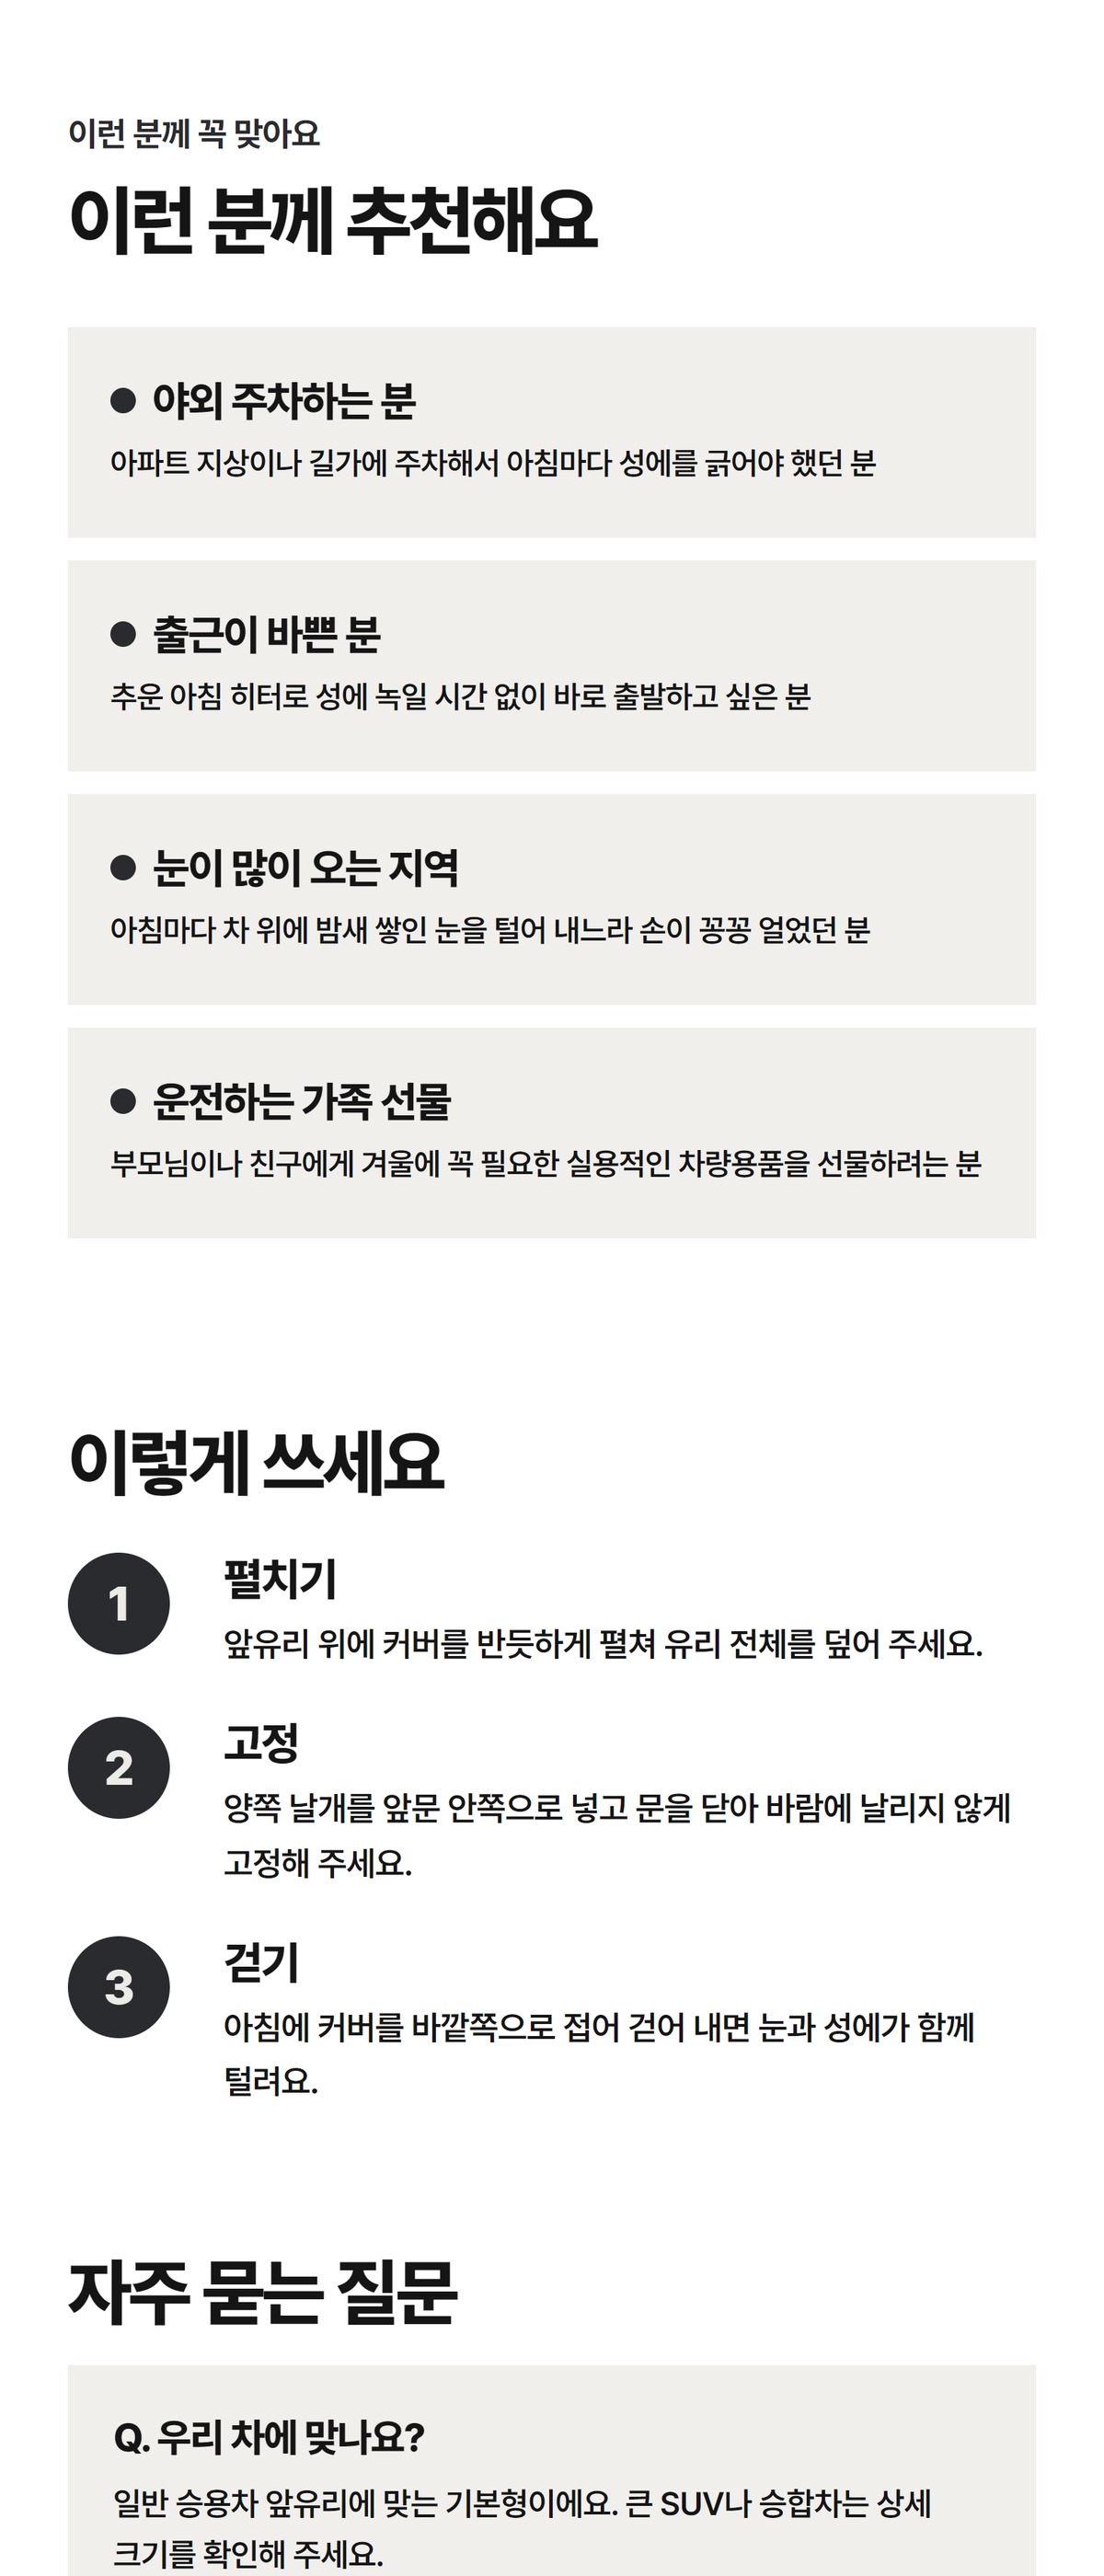 이런 분께 꼭 맞아요
이런 분께 추천해요
야외 주차하는 분
아파트 지상이나 길가에 주차해서 아침마다 성에를 긁어야 했던 분
출근이 바쁜 분
추운 아침 히터로 성에 녹일 시간 없이 바로 출발하고 싶은 분
눈이 많이 오는 지역
아침마다 차 위에 밤새 쌓인 눈을 털어 내느라 손이 꽁꽁 얼었던 분
운전하는 가족 선물
부모님이나 친구에게 겨울에 꼭 필요한 실용적인 차량용품을 선물하려는 분
이렇게 쓰세요
1
펼치기
앞유리 위에 커버를 반듯하게 펼쳐 유리 전체를 덮어 주세요.
2
고정
양쪽 날개를 앞문 안쪽으로 넣고 문을 닫아 바람에 날리지 않게
고정해 주세요.
3
걷기
아침에 커버를 바깥쪽으로 접어 걷어 내면 눈과 성에가 함께
털려요.
자주 묻는 질문
Q. 우리 차에 맞나요?
일반 승용차 앞유리에 맞는 기본형이에요. 큰 SUV나 승합차는 상세
크기를 확인해 주세요.